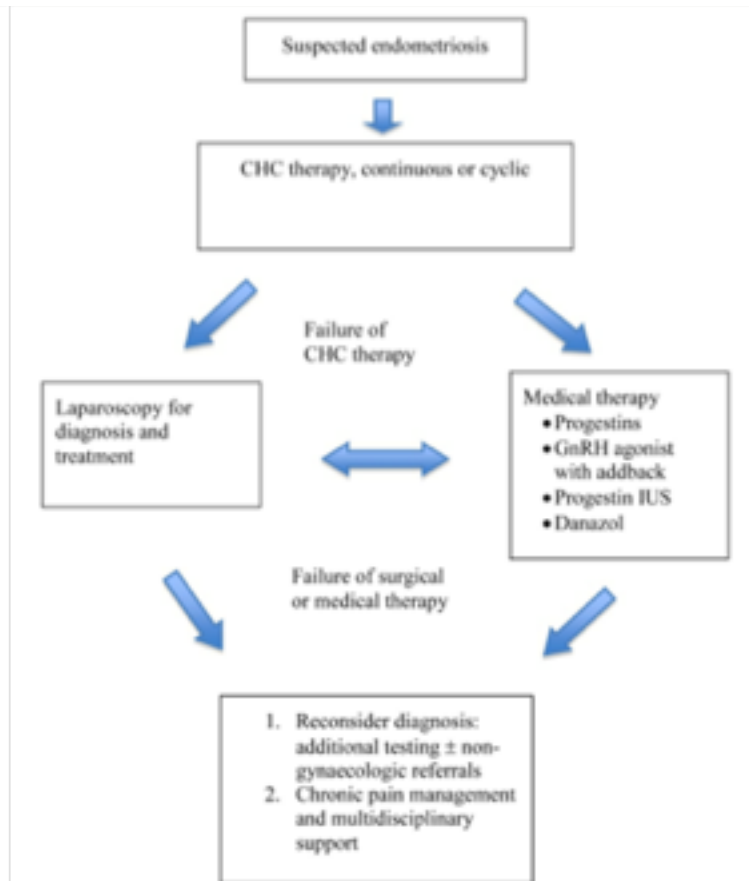 Suspected endometriosis
CHC therapy, continuous or cyclic
Failure of
CHC therapy
Laparoscopy for
diagnosis and
treatment
Medical therapy
• Progestins
• GnRH agonist
with addback
• Progestin IUS
• Danazol
Failure of surgical
or medical therapy
1. Reconsider diagnosis:
additional testing ± non-
gynaecologic referrals
2. Chronic pain management
and multidisciplinary
support